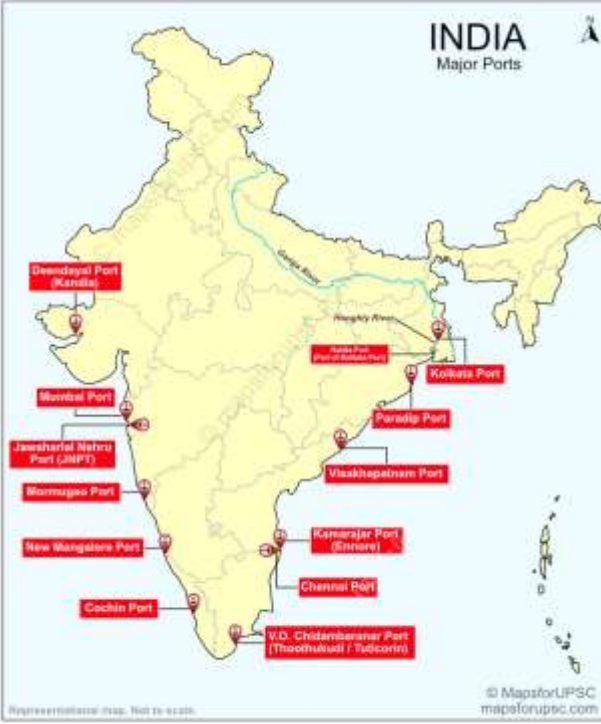 INDIA
Major Ports
N
Deendayal Port
(Kandla)
Ganga River
Hooghly River
Haldia Port
(Part of Kolkata Port)
Kolkata Port
Mumbai Port
Paradip Port
Jawaharlal Nehru
Port (JNPT)
Visakhapatnam Port
Mormugao Port
Kamarajar Port
(Ennore)
New Mangalore Port
Chennai Port
Cochin Port
V.O. Chidambaranar Port
(Thoothukudi / Tuticorin)
© MapsforUPSC
Representational map. Not to scale.
mapsforupsc.com